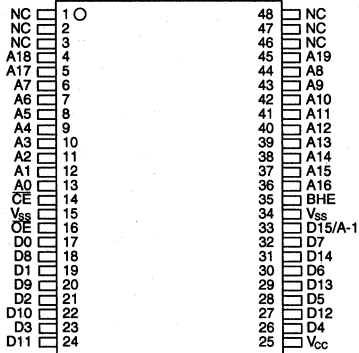 NC 1 48 NC
NC 2 47 NC
NC 3 46 NC
A18 4 45 A19
A17 5 44 A8
A7 6 43 A9
A6 7 42 A10
A5 8 41 A11
A4 9 40 A12
A3 10 39 A13
A2 11 38 A14
A1 12 37 A15
A0 13 36 A16
C̅E̅ 14 35 BHE
VSS 15 34 VSS
O̅E̅ 16 33 D15/A-1
D0 17 32 D7
D8 18 31 D14
D1 19 30 D6
D9 20 29 D13
D2 21 28 D5
D10 22 27 D12
D3 23 26 D4
D11 24 25 VCC